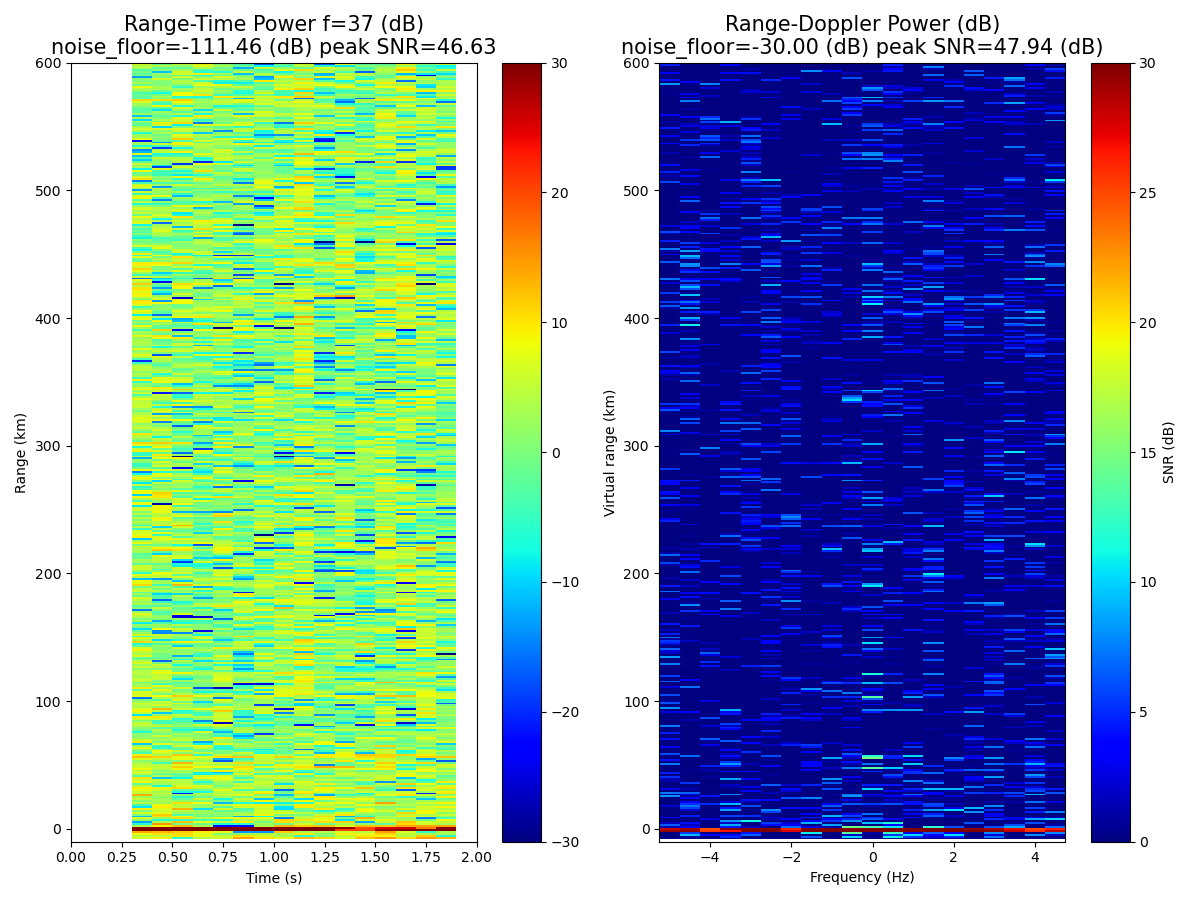 Range-Time Power f=37 (dB)
noise_floor=-111.46 (dB) peak SNR=46.63
Range (km)
600
500
400
300
200
100
0
0.00 0.25 0.50 0.75 1.00 1.25 1.50 1.75 2.00
Time (s)
30
20
10
0
−10
−20
−30
Range-Doppler Power (dB)
noise_floor=-30.00 (dB) peak SNR=47.94 (dB)
Virtual range (km)
600
500
400
300
200
100
0
−4 −2 0 2 4
Frequency (Hz)
30
25
20
15
10
5
0
SNR (dB)